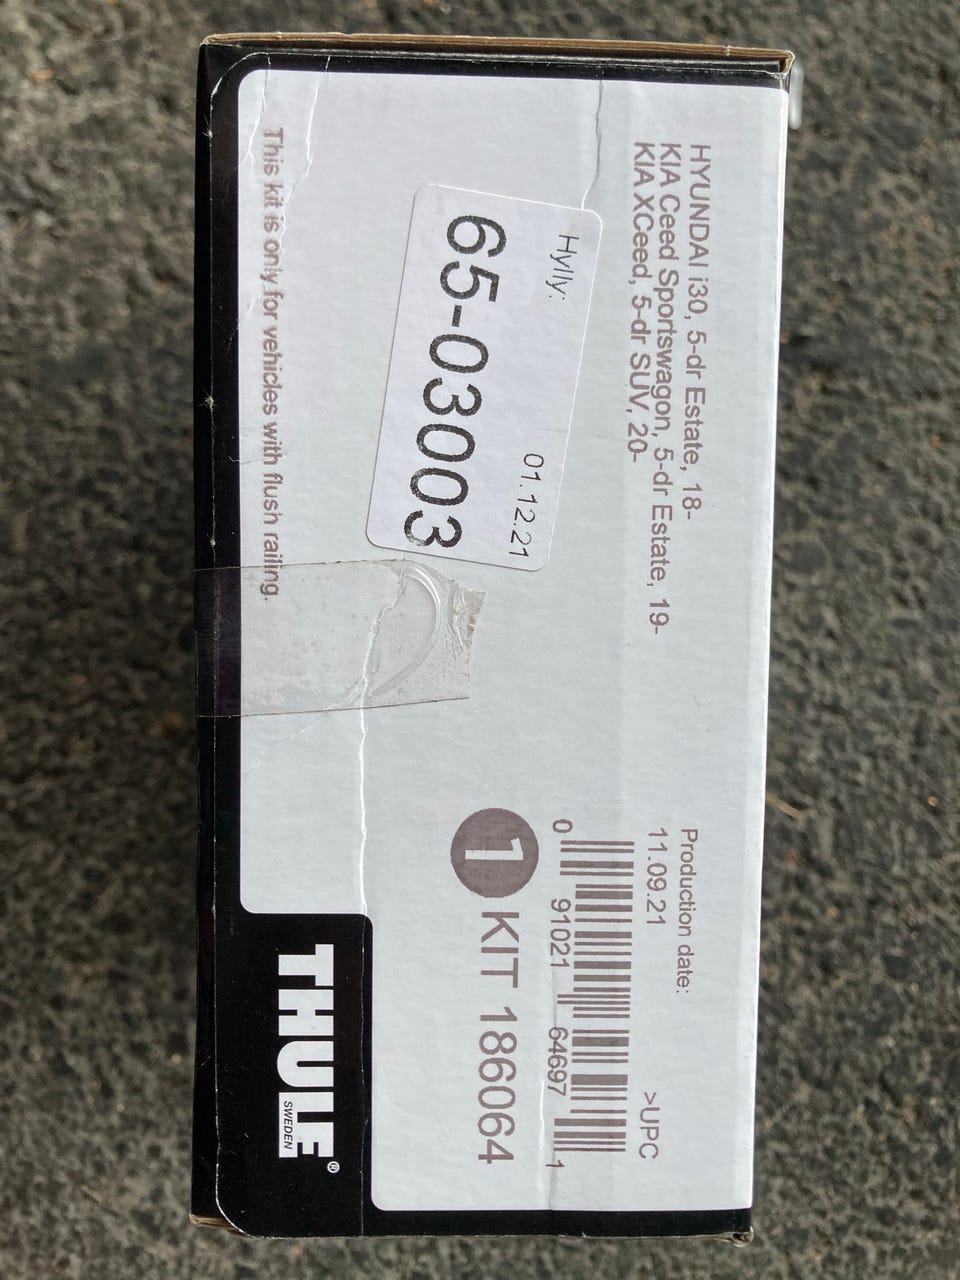 HYUNDAI i30, 5-dr Estate, 18-
KIA Ceed Sportswagon, 5-dr Estate, 19-
KIA XCeed, 5-dr SUV, 20-
Hylly:
01.12.21
65-03003
This kit is only for vehicles with flush railing.
Production date:
11.09.21
>UPC
0 91021 64697 1
1 KIT 186064
THULE®
SWEDEN